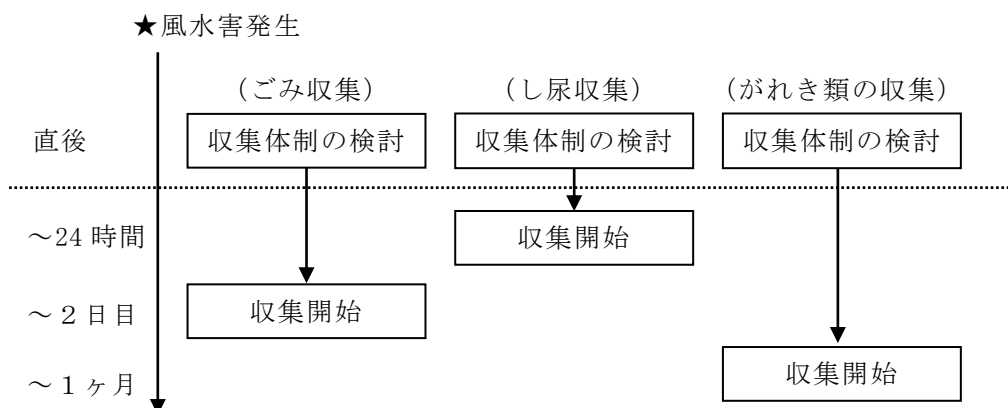 ★風水害発生
（ごみ収集） （し尿収集） （がれき類の収集）
直後 収集体制の検討 収集体制の検討 収集体制の検討
～24 時間 収集開始
～２日目 収集開始
～１ヶ月 収集開始